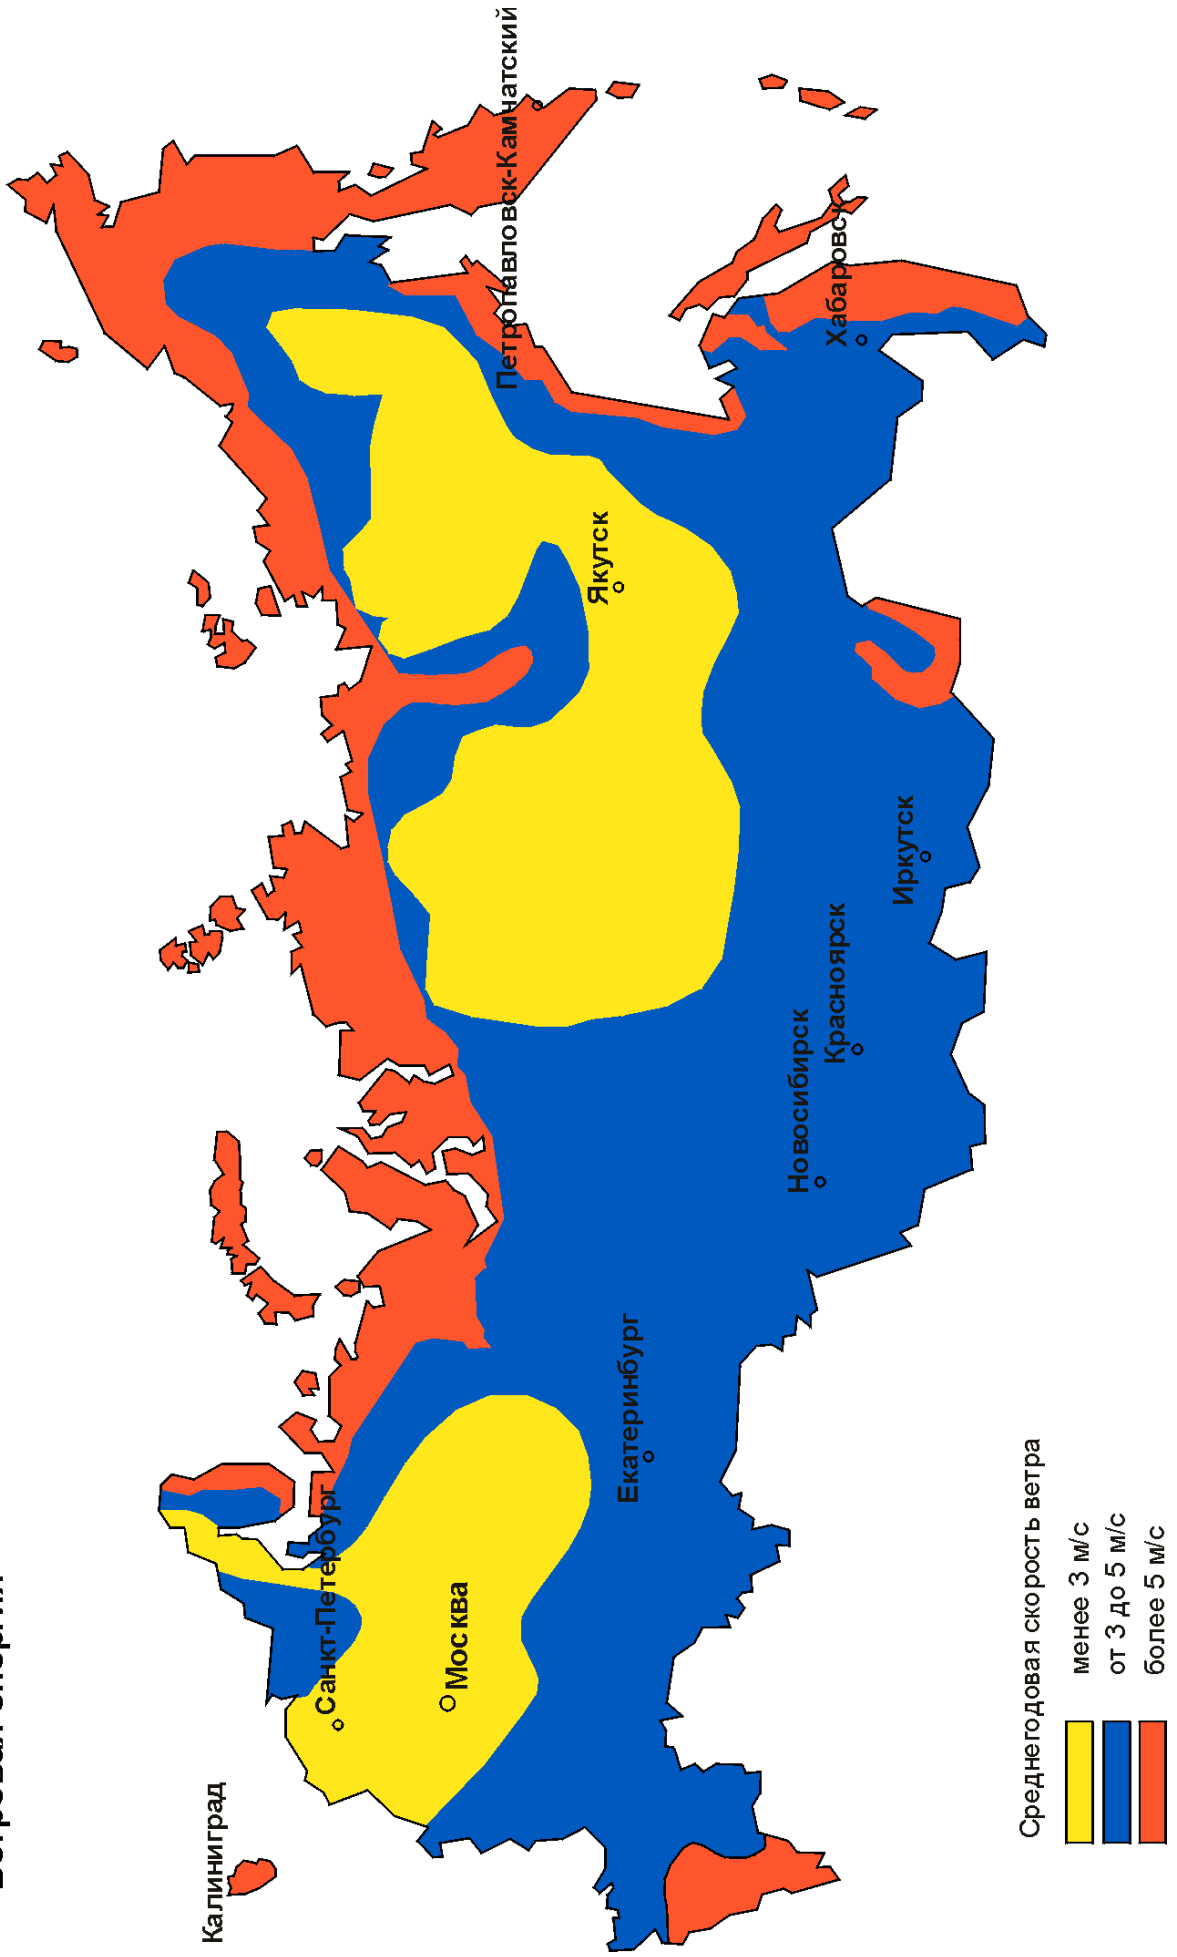 Калининград
Санкт-Петербург
Москва
Екатеринбург
Новосибирск
Красноярск
Иркутск
Якутск
Хабаровск
Петропавловск-Камчатский
Среднегодовая скорость ветра
менее 3 м/с
от 3 до 5 м/с
более 5 м/с